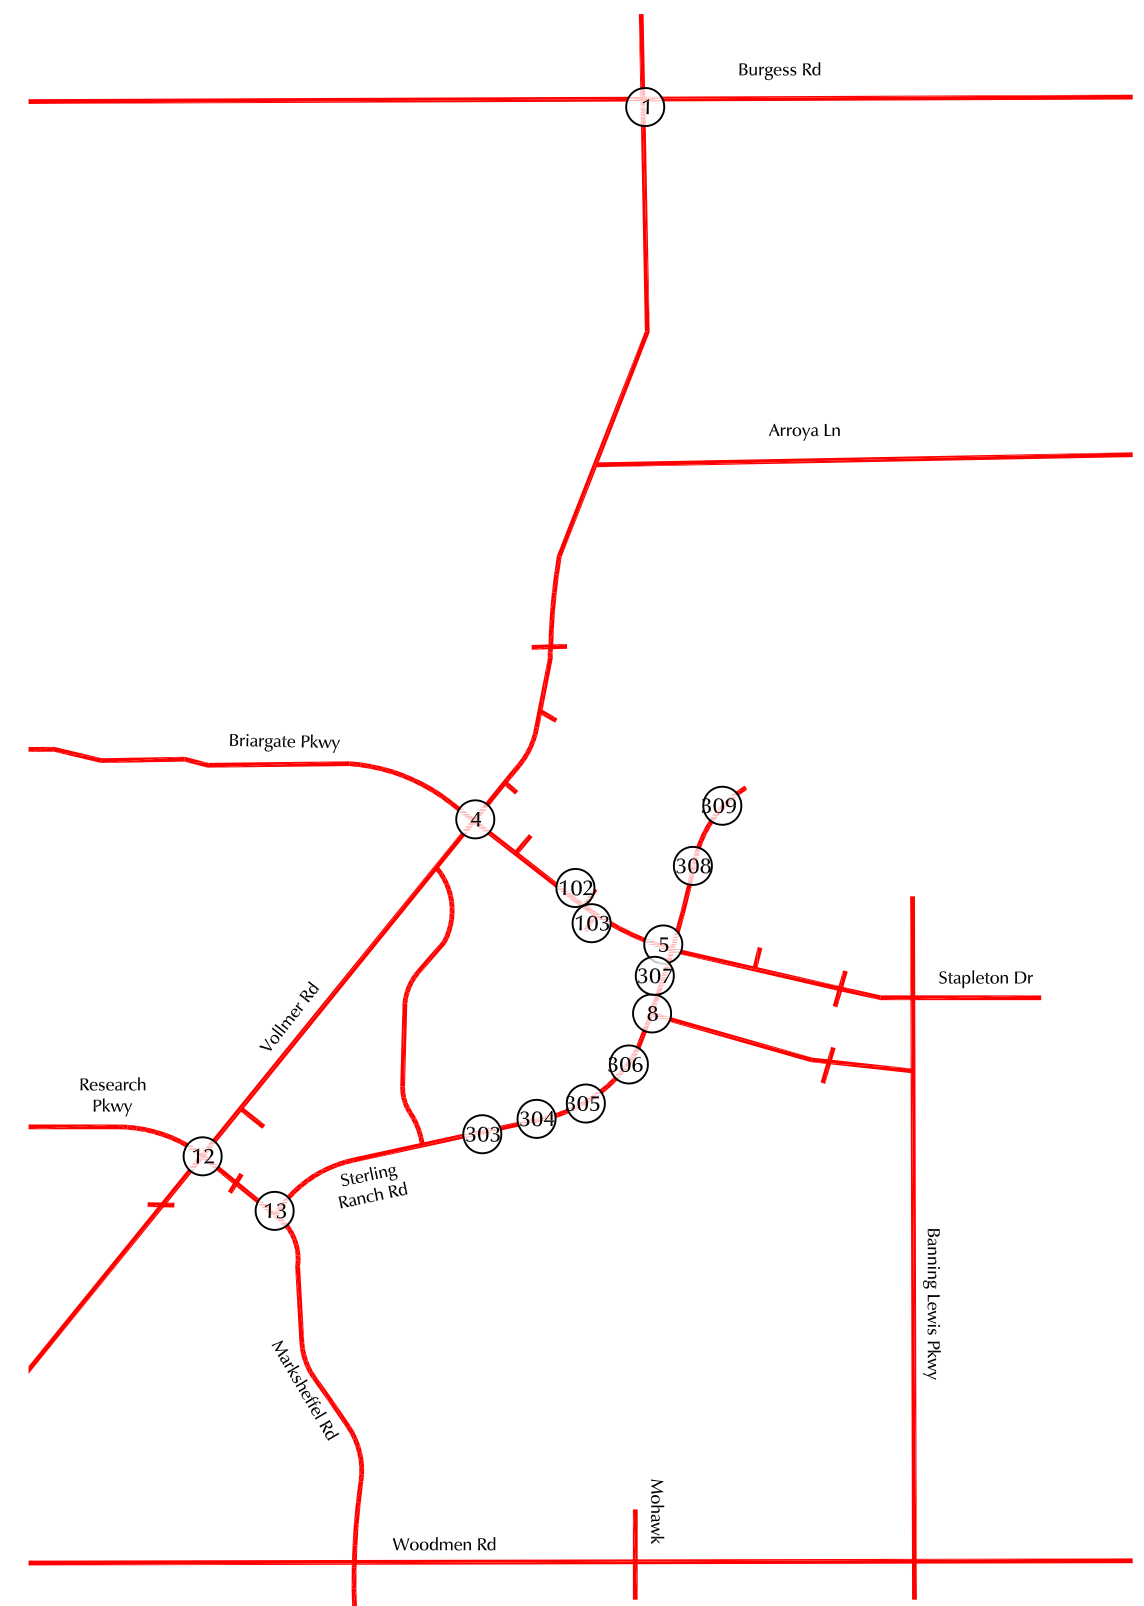 Burgess Rd
1
Arroya Ln
Briargate Pkwy
309
4
308
102
103
5
307
Stapleton Dr
Vollmer Rd
8
306
Research
Pkwy
305
304
303
12
Sterling
Ranch Rd
13
Banning Lewis Pkwy
Marksheffel Rd
Mohawk
Woodmen Rd